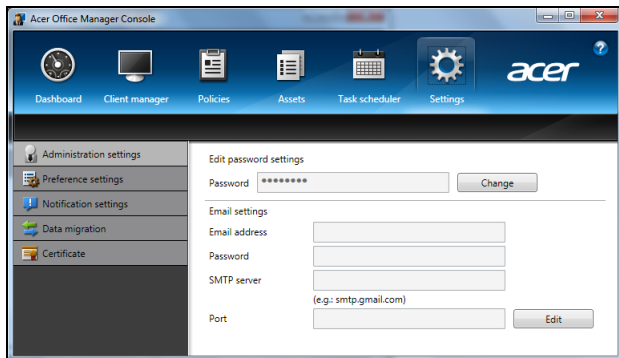 Acer Office Manager Console
acer
?
Dashboard Client manager Policies Assets Task scheduler Settings
Administration settings
Preference settings
Notification settings
Data migration
Certificate
Edit password settings
Password ******** Change
Email settings
Email address
Password
SMTP server
(e.g.: smtp.gmail.com)
Port Edit